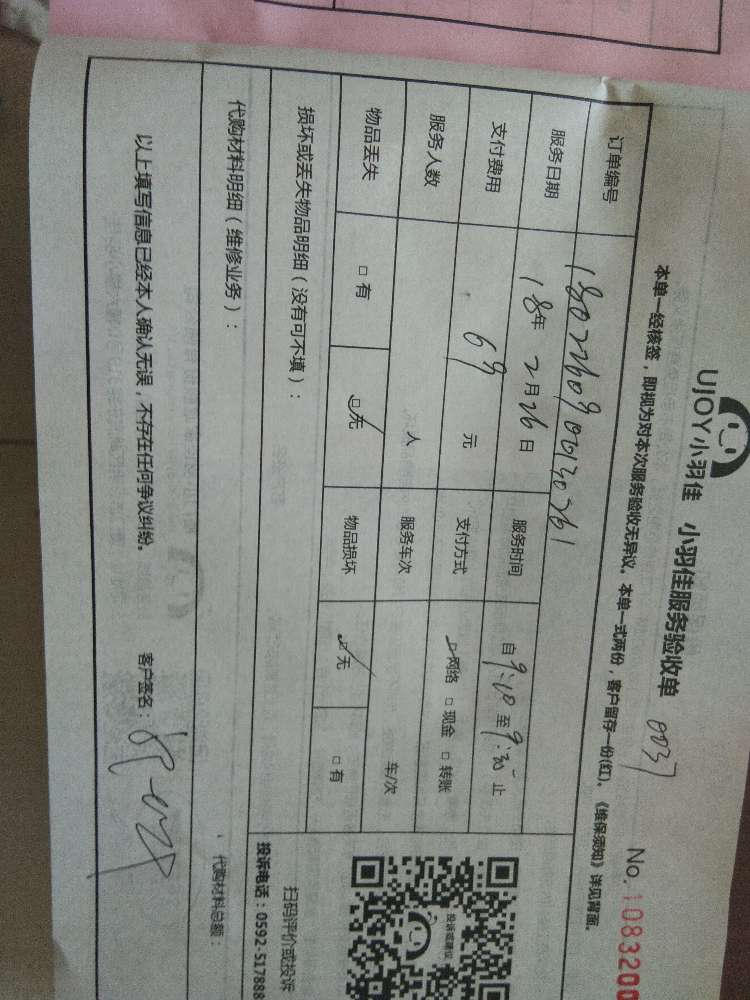 UJOY小羽佳 小羽佳服务验收单 0037
No. 1083200
本单一经核签，即视为对本次服务验收无异议。本单一式两份，客户留存一份(红)。《维保须知》详见背面。
订单编号
服务日期 18年 2月26日 服务时间 自9:10 至9:30 止
支付费用 69 元 支付方式 ☑网络 □现金 □转账
服务人数 人 服务车次 车/次
物品丢失 □有 ☑无 物品损坏 ☑无 □有
损坏或丢失物品明细（没有可不填）：
代购材料明细（维修业务）：
代购材料总额：
以上填写信息已经本人确认无误，不存在任何争议纠纷。 客户签名：
投诉或建议
扫码评价或投诉
投诉电话：0592-517888